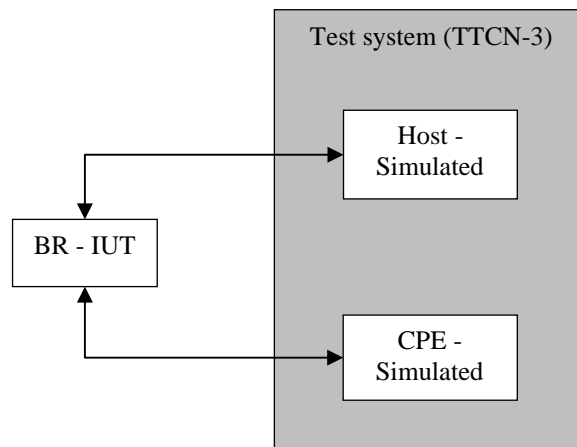 Test system (TTCN-3)
Host -
Simulated
BR - IUT
CPE -
Simulated